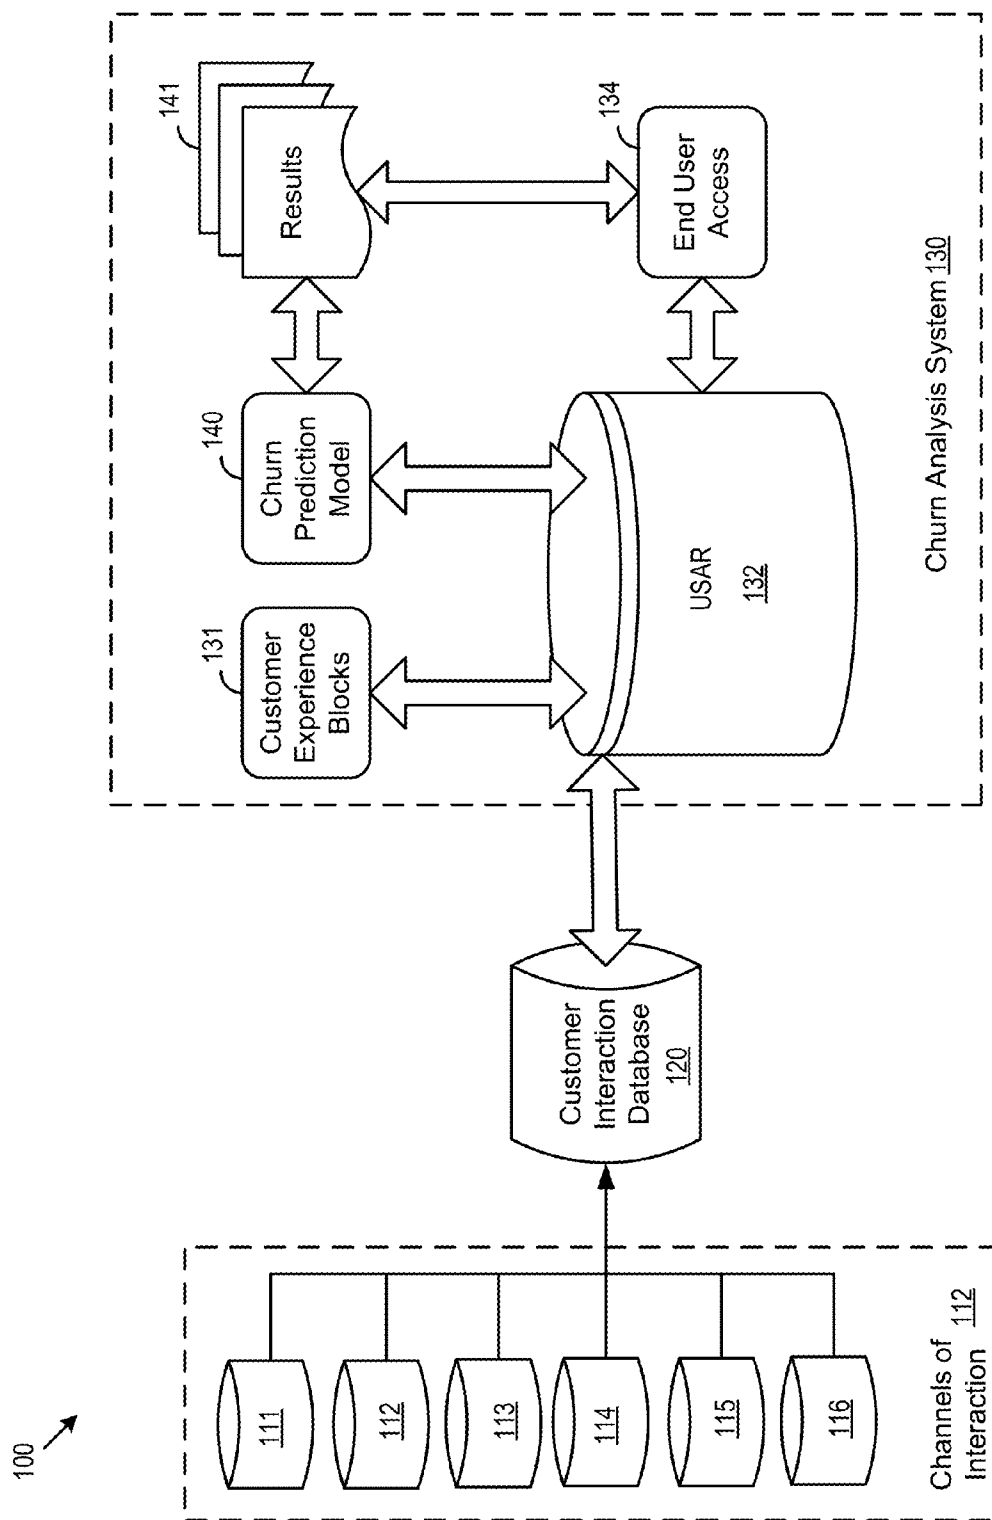 100
111
112
113
114
115
116
Channels of
Interaction 112
Customer
Interaction
Database
120
131
Customer
Experience
Blocks
140
Churn
Prediction
Model
141
Results
USAR
132
134
End User
Access
Churn Analysis System 130